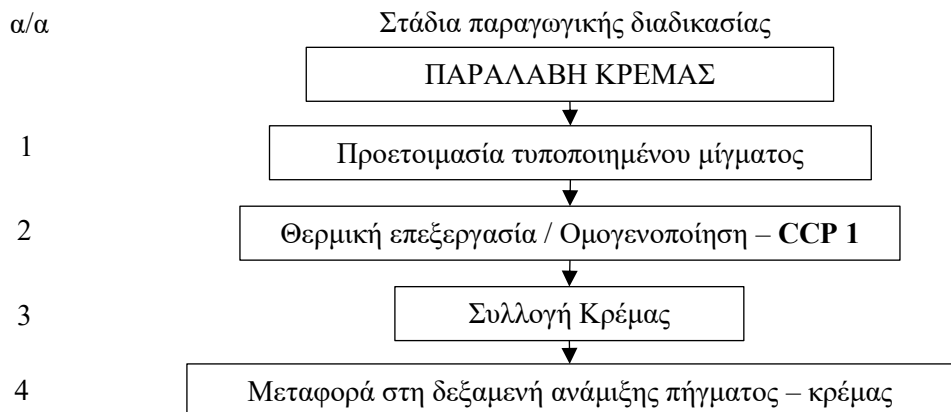 α/α Στάδια παραγωγικής διαδικασίας
ΠΑΡΑΛΑΒΗ ΚΡΕΜΑΣ
1 Προετοιμασία τυποποιημένου μίγματος
2 Θερμική επεξεργασία / Ομογενοποίηση – CCP 1
3 Συλλογή Κρέμας
4 Μεταφορά στη δεξαμενή ανάμιξης πήγματος – κρέμας